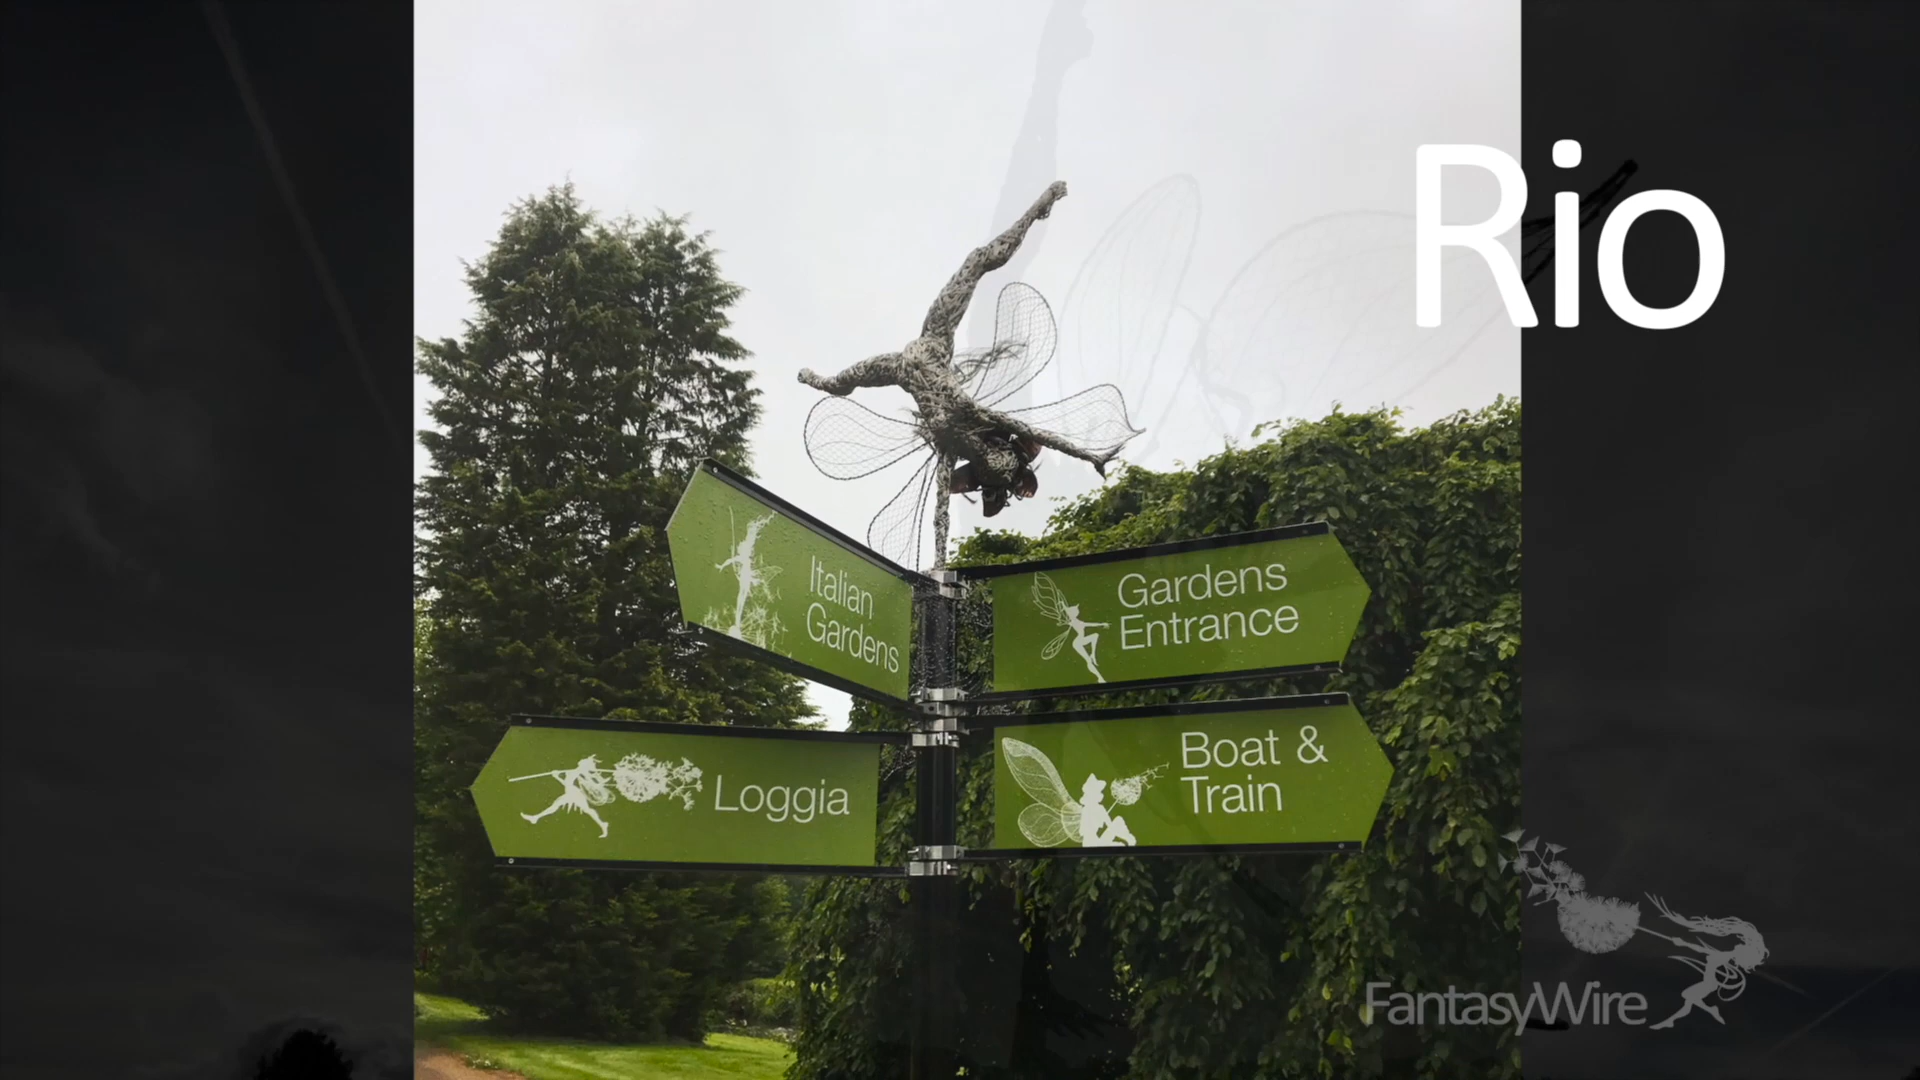 Rio
Italian
Gardens
Gardens
Entrance
Loggia
Boat &
Train
FantasyWire